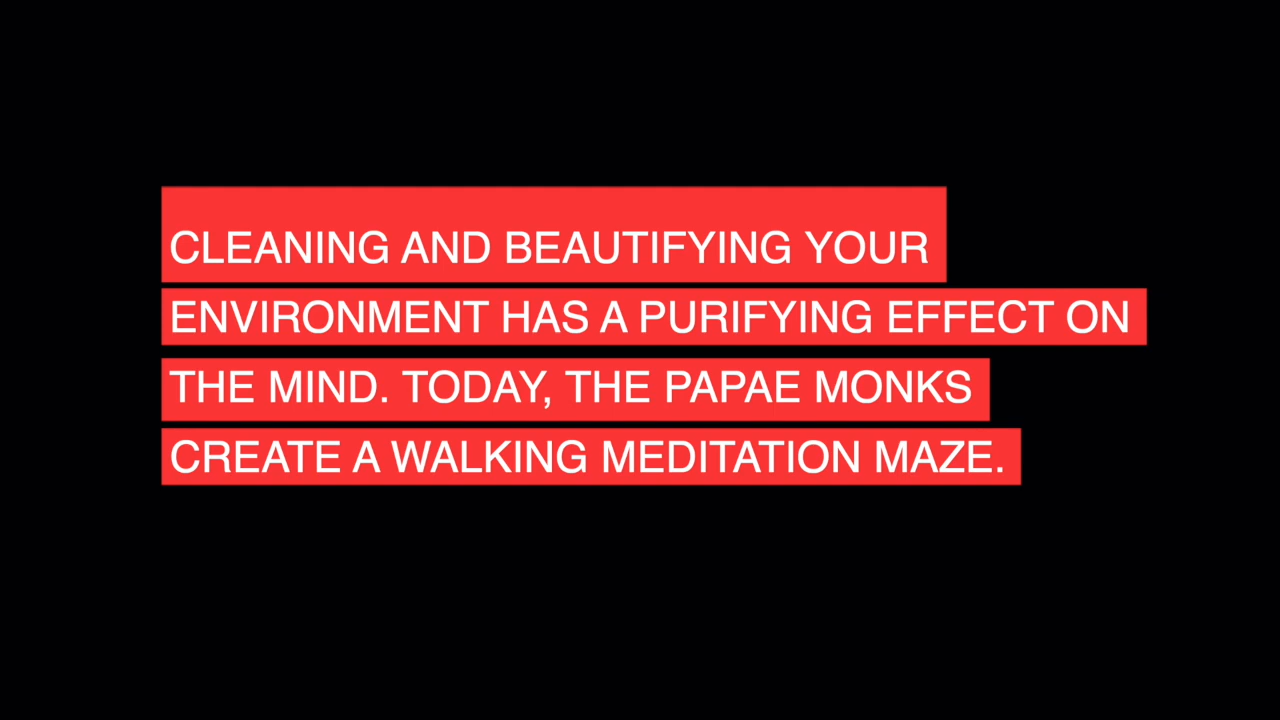 CLEANING AND BEAUTIFYING YOUR
ENVIRONMENT HAS A PURIFYING EFFECT ON
THE MIND. TODAY, THE PAPAE MONKS
CREATE A WALKING MEDITATION MAZE.